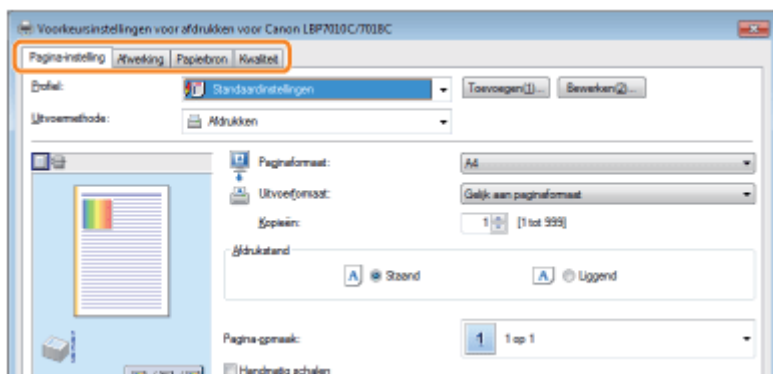 Voorkeursinstellingen voor afdrukken voor Canon LBP7010C/7018C
Pagina-instelling Afwerking Papierbron Kwaliteit
Profiel: Standaardinstellingen Toevoegen(1)... Bewerken(2)...
Uitvoermethode: Afdrukken
Paginaformaat: A4
Uitvoerformaat: Gelijk aan paginaformaat
Kopieën: 1 [1 tot 999]
Afdrukstand
A Staand A Liggend
Pagina-opmaak: 1 1 op 1
Handmatig schalen